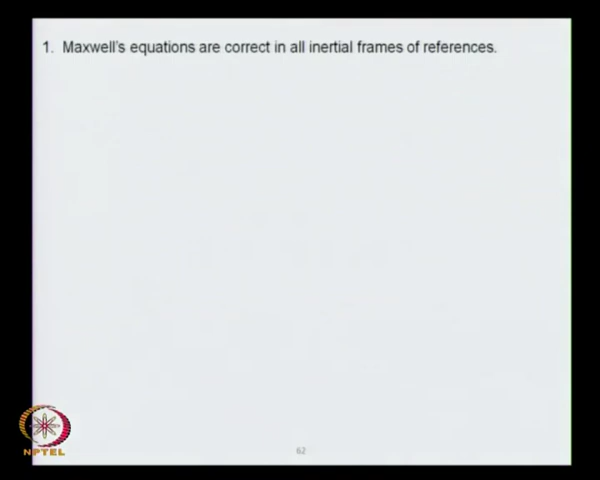 1. Maxwell's equations are correct in all inertial frames of references.
62
NPTEL